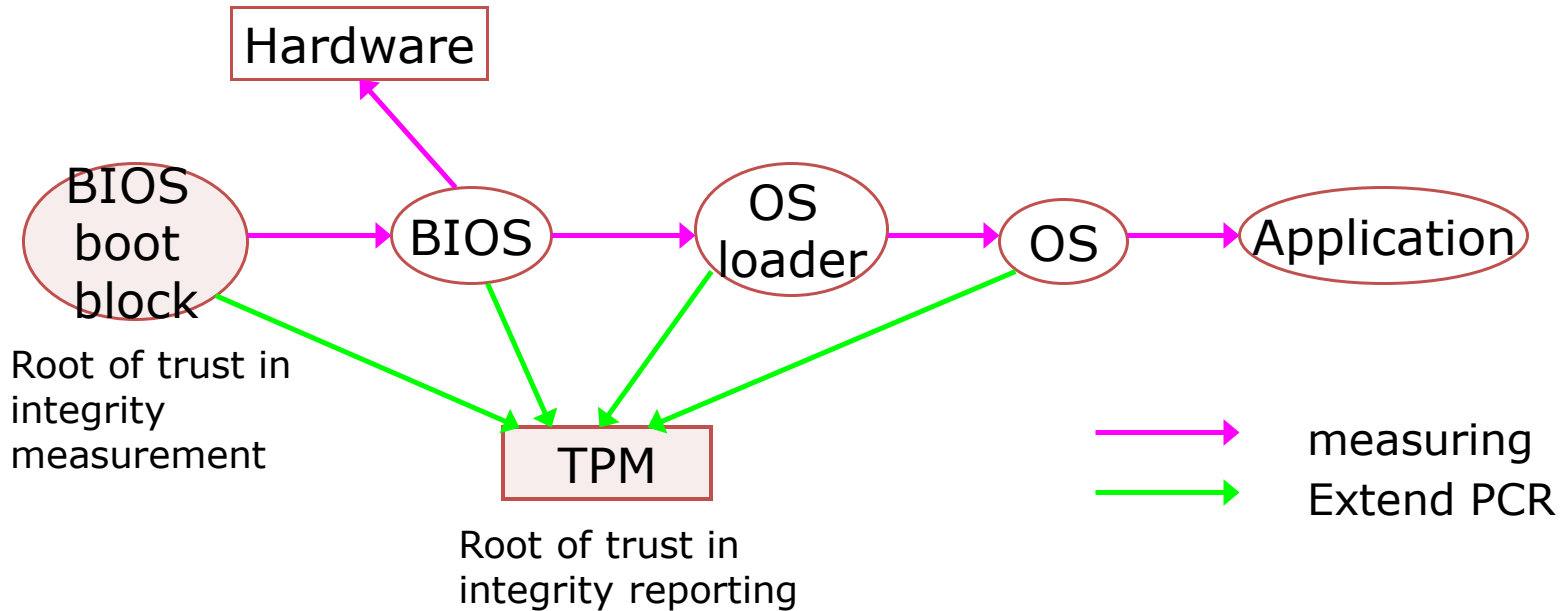 Hardware
BIOS
boot
block
BIOS
OS
loader
OS
Application
Root of trust in
integrity
measurement
TPM
Root of trust in
integrity reporting
measuring
Extend PCR